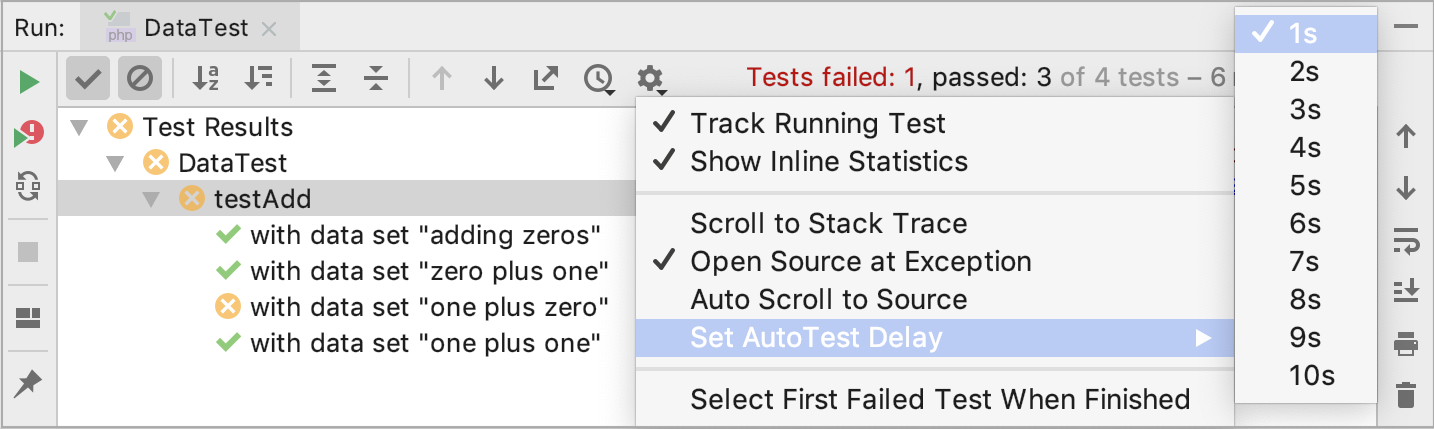 Run:
php
DataTest
Tests failed: 1, passed: 3 of 4 tests – 6
Test Results
DataTest
testAdd
with data set "adding zeros"
with data set "zero plus one"
with data set "one plus zero"
with data set "one plus one"
Track Running Test
Show Inline Statistics
Scroll to Stack Trace
Open Source at Exception
Auto Scroll to Source
Set AutoTest Delay
Select First Failed Test When Finished
1s
2s
3s
4s
5s
6s
7s
8s
9s
10s